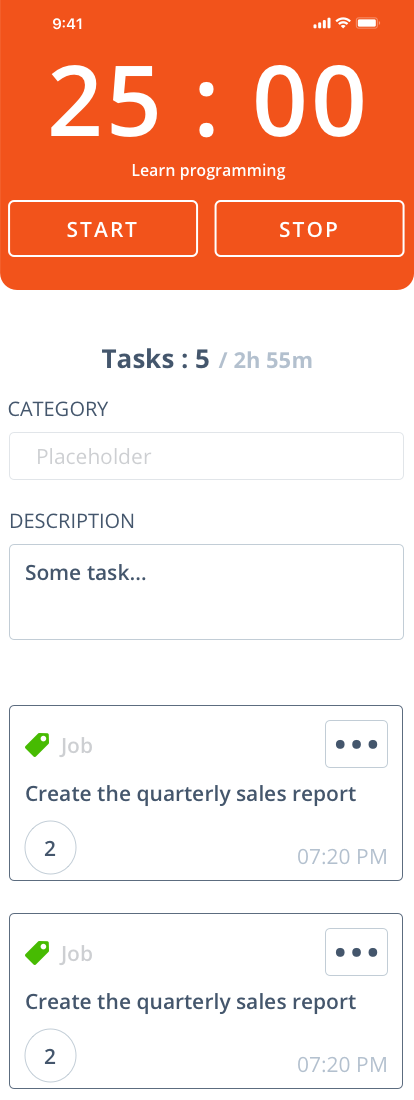 9:41
25 : 00
Learn programming
START STOP
Tasks : 5 / 2h 55m
CATEGORY
Placeholder
DESCRIPTION
Some task...
Job
Create the quarterly sales report
2 07:20 PM
Job
Create the quarterly sales report
2 07:20 PM